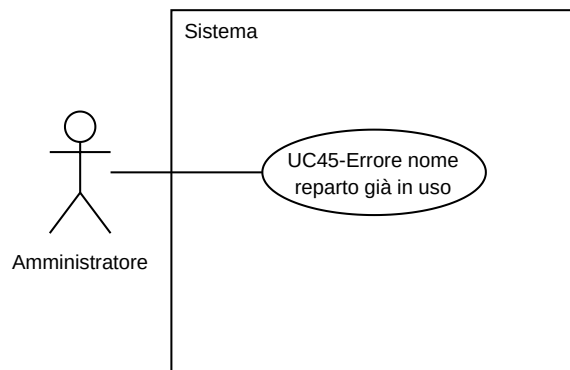 Sistema
UC45-Errore nome
reparto già in uso
Amministratore